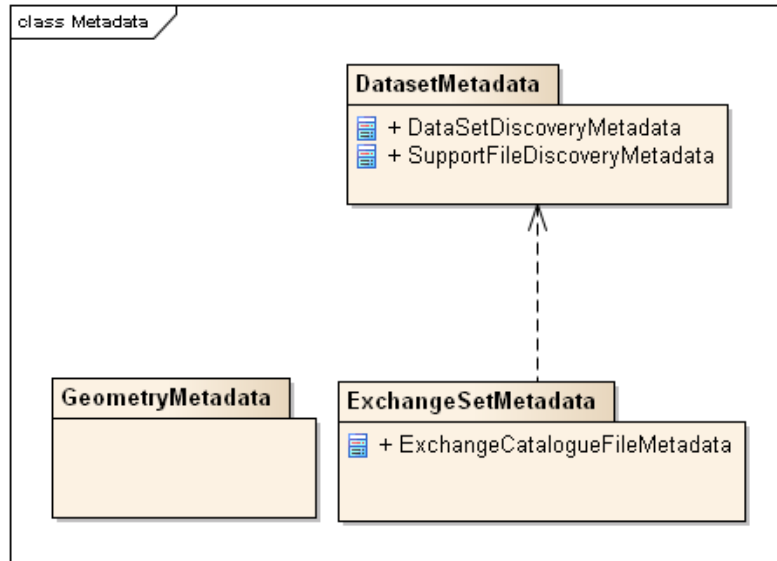 class Metadata
DatasetMetadata
+ DataSetDiscoveryMetadata
+ SupportFileDiscoveryMetadata
GeometryMetadata
ExchangeSetMetadata
+ ExchangeCatalogueFileMetadata